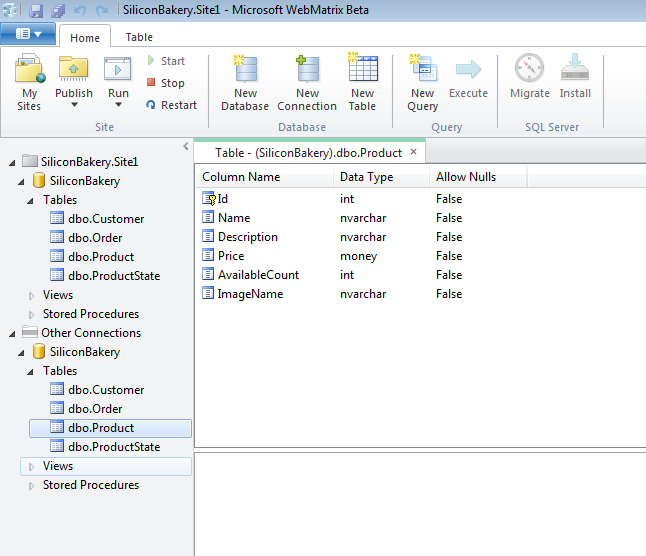 SiliconBakery.Site1 - Microsoft WebMatrix Beta
Home Table
My Sites
Publish
Run
Start
Stop
Restart
Site
New Database
New Connection
New Table
Database
New Query
Execute
Query
Migrate
Install
SQL Server
SiliconBakery.Site1
SiliconBakery
Tables
dbo.Customer
dbo.Order
dbo.Product
dbo.ProductState
Views
Stored Procedures
Other Connections
SiliconBakery
Tables
dbo.Customer
dbo.Order
dbo.Product
dbo.ProductState
Views
Stored Procedures
Table - (SiliconBakery).dbo.Product
Column Name Data Type Allow Nulls
Id int False
Name nvarchar False
Description nvarchar False
Price money False
AvailableCount int False
ImageName nvarchar False